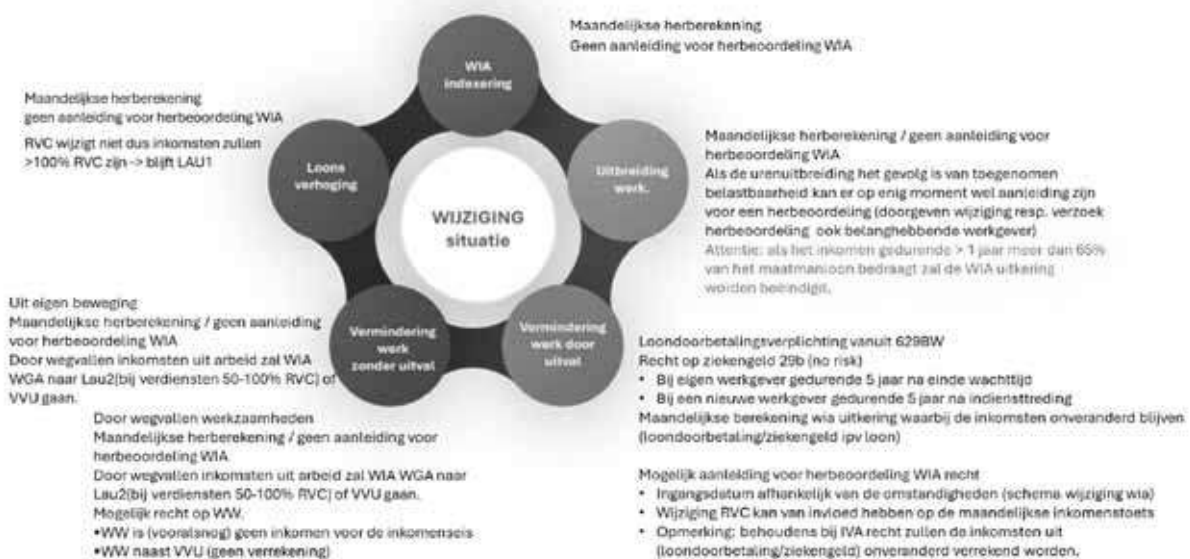 Maandelijkse herberekening
Geen aanleiding voor herbeoordeling WIA
WIA
indexering
Maandelijkse herberekening
geen aanleiding voor herbeoordeling WIA
RVC wijzigt niet dus inkomsten zullen
>100% RVC zijn -> blijft LAU1
Loons
verhoging
Uitbreiding
werk.
Maandelijkse herberekening / geen aanleiding voor
herbeoordeling WIA
Als de urenuitbreiding het gevolg is van toegenomen
belastbaarheid kan er op enig moment wel aanleiding zijn
voor een herbeoordeling (doorgeven wijziging resp. verzoek
herbeoordeling ook belanghebbende werkgever)
Attentie: als het inkomen gedurende > 1 jaar meer dan 65%
van het maatmanloon bedraagt zal de WIA uitkering
worden beeindigd.
WIJZIGING
situatie
Uit eigen beweging
Maandelijkse herberekening / geen aanleiding
voor herbeoordeling WIA
Door wegvallen inkomsten uit arbeid zal WIA
WGA naar Lau2(bij verdiensten 50-100% RVC) of
VVU gaan.
Vermindering
werk
zonder uitval
Vermindering
werk door
uitval
Door wegvallen werkzaamheden
Maandelijkse herberekening / geen aanleiding voor
herbeoordeling WIA
Door wegvallen inkomsten uit arbeid zal WIA WGA naar
Lau2(bij verdiensten 50-100% RVC) of VVU gaan.
Mogelijk recht op WW.
•WW is (vooralsnog) geen inkomen voor de inkomenseis
•WW naast VVU (geen verrekening)
Loondoorbetalingsverplichting vanuit 629BW
Recht op ziekengeld 29b (no risk)
• Bij eigen werkgever gedurende 5 jaar na einde wachttijd
• Bij een nieuwe werkgever gedurende 5 jaar na indiensttreding
Maandelijkse berekening wia uitkering waarbij de inkomsten onveranderd blijven
(loondoorbetaling/ziekengeld ipv loon)
Mogelijk aanleiding voor herbeoordeling WIA recht
• Ingangsdatum afhankelijk van de omstandigheden (schema wijziging wia)
• Wijziging RVC kan van invloed hebben op de maandelijkse inkomenstoets
• Opmerking: behoudens bij IVA recht zullen de inkomsten uit
(loondoorbetaling/ziekengeld) onveranderd verrekend worden.